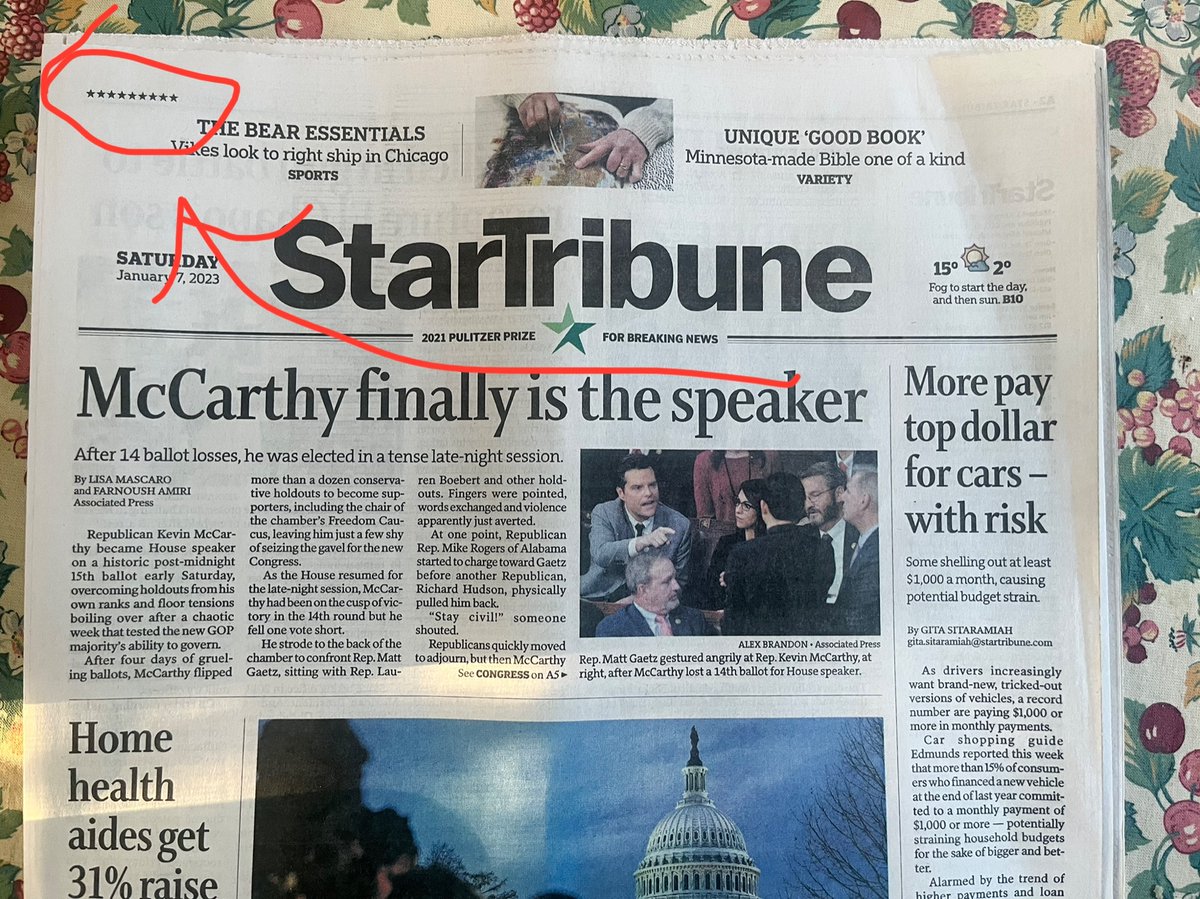 ★★★★★★★★★
THE BEAR ESSENTIALS
Vikes look to right ship in Chicago
SPORTS
UNIQUE ‘GOOD BOOK’
Minnesota-made Bible one of a kind
VARIETY
SATURDAY
January 7, 2023
StarTribune
15° 2°
Fog to start the day,
and then sun. B10
2021 PULITZER PRIZE FOR BREAKING NEWS
McCarthy finally is the speaker
After 14 ballot losses, he was elected in a tense late-night session.
By LISA MASCARO
and FARNOUSH AMIRI
Associated Press
Republican Kevin McCar-
thy became House speaker
on a historic post-midnight
15th ballot early Saturday,
overcoming holdouts from his
own ranks and floor tensions
boiling over after a chaotic
week that tested the new GOP
majority’s ability to govern.
After four days of gruel-
ing ballots, McCarthy flipped
more than a dozen conserva-
tive holdouts to become sup-
porters, including the chair of
the chamber’s Freedom Cau-
cus, leaving him just a few shy
of seizing the gavel for the new
Congress.
As the House resumed for
the late-night session, McCar-
thy had been on the cusp of vic-
tory in the 14th round but he
fell one vote short.
He strode to the back of the
chamber to confront Rep. Matt
Gaetz, sitting with Rep. Lau-
ren Boebert and other hold-
outs. Fingers were pointed,
words exchanged and violence
apparently just averted.
At one point, Republican
Rep. Mike Rogers of Alabama
started to charge toward Gaetz
before another Republican,
Richard Hudson, physically
pulled him back.
“Stay civil!” someone
shouted.
Republicans quickly moved
to adjourn, but then McCarthy
See CONGRESS on A5 ►
ALEX BRANDON • Associated Press
Rep. Matt Gaetz gestured angrily at Rep. Kevin McCarthy, at
right, after McCarthy lost a 14th ballot for House speaker.
More pay
top dollar
for cars –
with risk
Some shelling out at least
$1,000 a month, causing
potential budget strain.
By GITA SITARAMIAH
gita.sitaramiah@startribune.com
As drivers increasingly
want brand-new, tricked-out
versions of vehicles, a record
number are paying $1,000 or
more in monthly payments.
Car shopping guide
Edmunds reported this week
that more than 15% of consum-
ers who financed a new vehicle
at the end of last year commit-
ted to a monthly payment of
$1,000 or more — potentially
straining household budgets
for the sake of bigger and bet-
ter.
Alarmed by the trend of
higher payments and loan
Home
health
aides get
31% raise